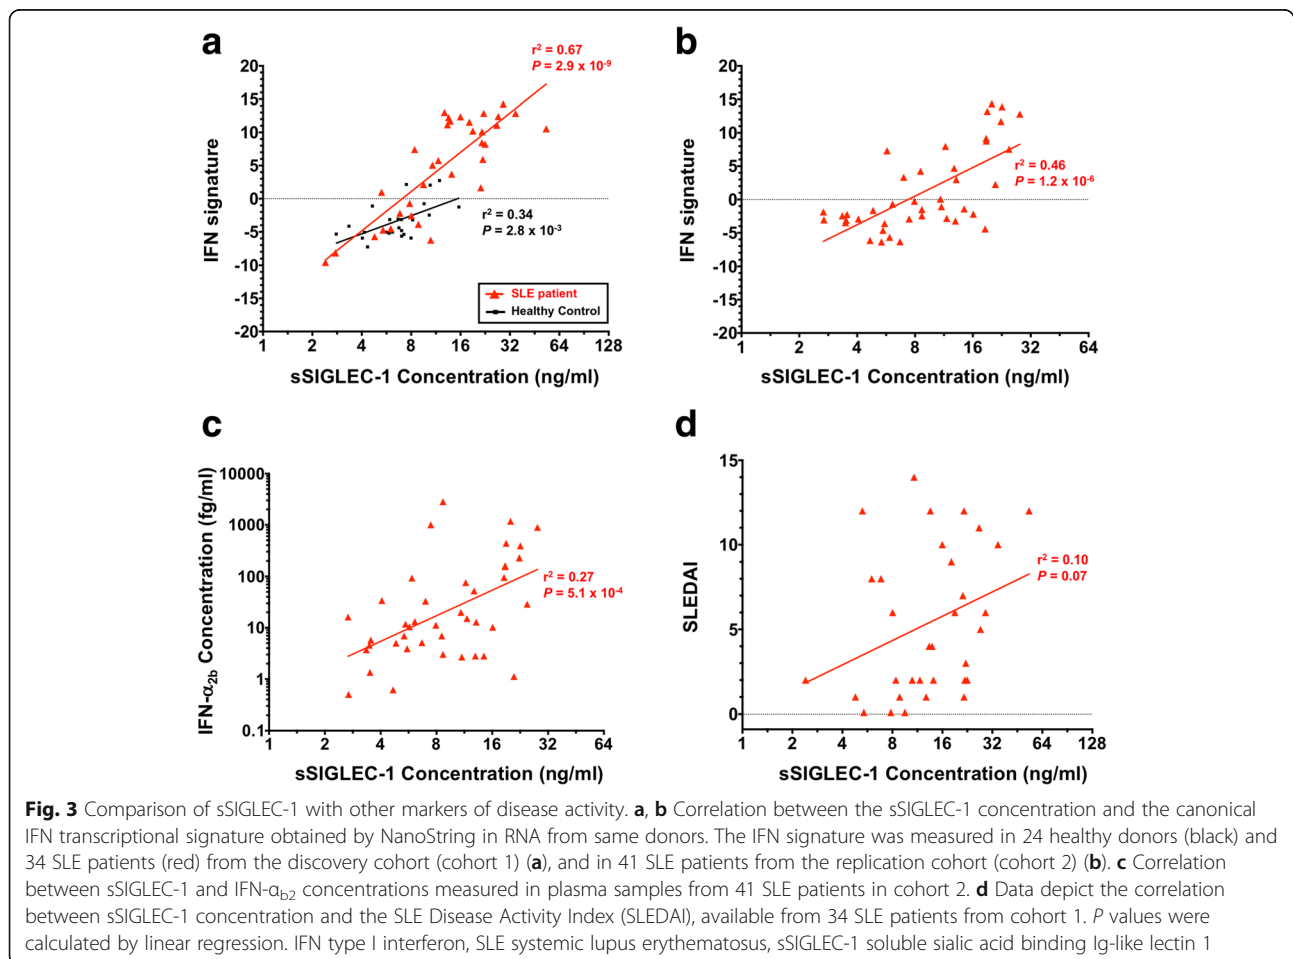 a
r² = 0.67
P = 2.9 x 10⁻⁹
20
15
10
5
0
-5
-10
-15
-20
IFN signature
r² = 0.34
P = 2.8 x 10⁻³
SLE patient
Healthy Control
1 2 4 8 16 32 64 128
sSIGLEC-1 Concentration (ng/ml)
b
20
15
10
5
0
-5
-10
-15
-20
IFN signature
r² = 0.46
P = 1.2 x 10⁻⁶
1 2 4 8 16 32 64
sSIGLEC-1 Concentration (ng/ml)
c
10000
1000
100
10
1
0.1
IFN-α₂b Concentration (fg/ml)
r² = 0.27
P = 5.1 x 10⁻⁴
1 2 4 8 16 32 64
sSIGLEC-1 Concentration (ng/ml)
d
15
10
5
0
SLEDAI
r² = 0.10
P = 0.07
1 2 4 8 16 32 64 128
sSIGLEC-1 Concentration (ng/ml)
Fig. 3 Comparison of sSIGLEC-1 with other markers of disease activity. a, b Correlation between the sSIGLEC-1 concentration and the canonical
IFN transcriptional signature obtained by NanoString in RNA from same donors. The IFN signature was measured in 24 healthy donors (black) and
34 SLE patients (red) from the discovery cohort (cohort 1) (a), and in 41 SLE patients from the replication cohort (cohort 2) (b). c Correlation
between sSIGLEC-1 and IFN-α_b2 concentrations measured in plasma samples from 41 SLE patients in cohort 2. d Data depict the correlation
between sSIGLEC-1 concentration and the SLE Disease Activity Index (SLEDAI), available from 34 SLE patients from cohort 1. P values were
calculated by linear regression. IFN type I interferon, SLE systemic lupus erythematosus, sSIGLEC-1 soluble sialic acid binding Ig-like lectin 1